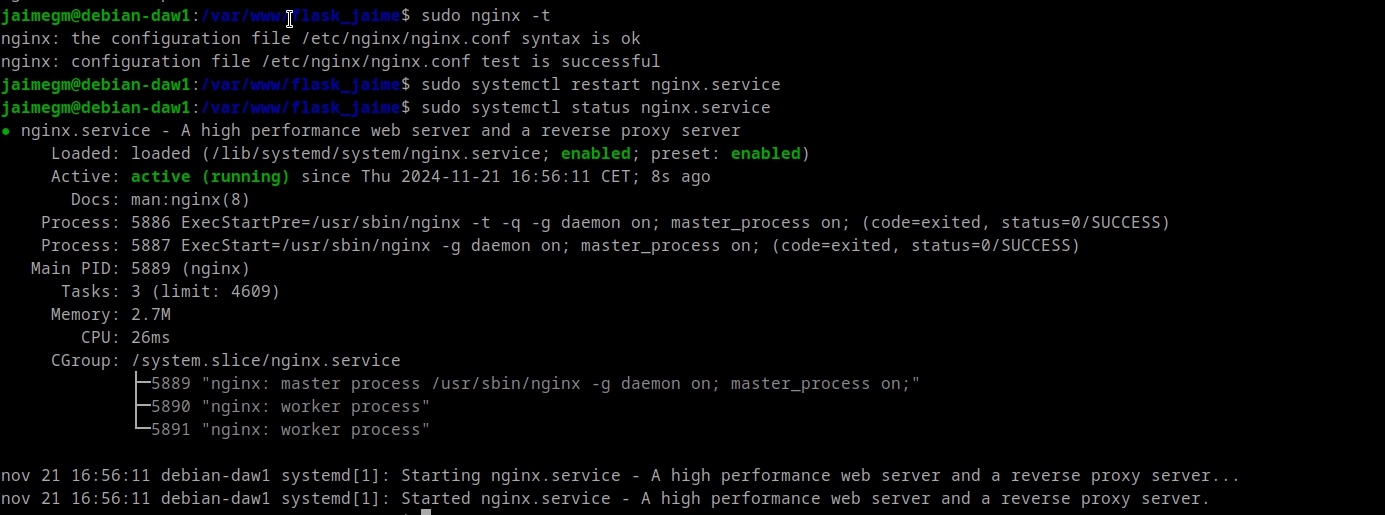 jaimegm@debian-daw1:/var/www/flask_jaime$ sudo nginx -t
nginx: the configuration file /etc/nginx/nginx.conf syntax is ok
nginx: configuration file /etc/nginx/nginx.conf test is successful
jaimegm@debian-daw1:/var/www/flask_jaime$ sudo systemctl restart nginx.service
jaimegm@debian-daw1:/var/www/flask_jaime$ sudo systemctl status nginx.service
● nginx.service - A high performance web server and a reverse proxy server
Loaded: loaded (/lib/systemd/system/nginx.service; enabled; preset: enabled)
Active: active (running) since Thu 2024-11-21 16:56:11 CET; 8s ago
Docs: man:nginx(8)
Process: 5886 ExecStartPre=/usr/sbin/nginx -t -q -g daemon on; master_process on; (code=exited, status=0/SUCCESS)
Process: 5887 ExecStart=/usr/sbin/nginx -g daemon on; master_process on; (code=exited, status=0/SUCCESS)
Main PID: 5889 (nginx)
Tasks: 3 (limit: 4609)
Memory: 2.7M
CPU: 26ms
CGroup: /system.slice/nginx.service
├─5889 "nginx: master process /usr/sbin/nginx -g daemon on; master_process on;"
├─5890 "nginx: worker process"
└─5891 "nginx: worker process"
nov 21 16:56:11 debian-daw1 systemd[1]: Starting nginx.service - A high performance web server and a reverse proxy server...
nov 21 16:56:11 debian-daw1 systemd[1]: Started nginx.service - A high performance web server and a reverse proxy server.